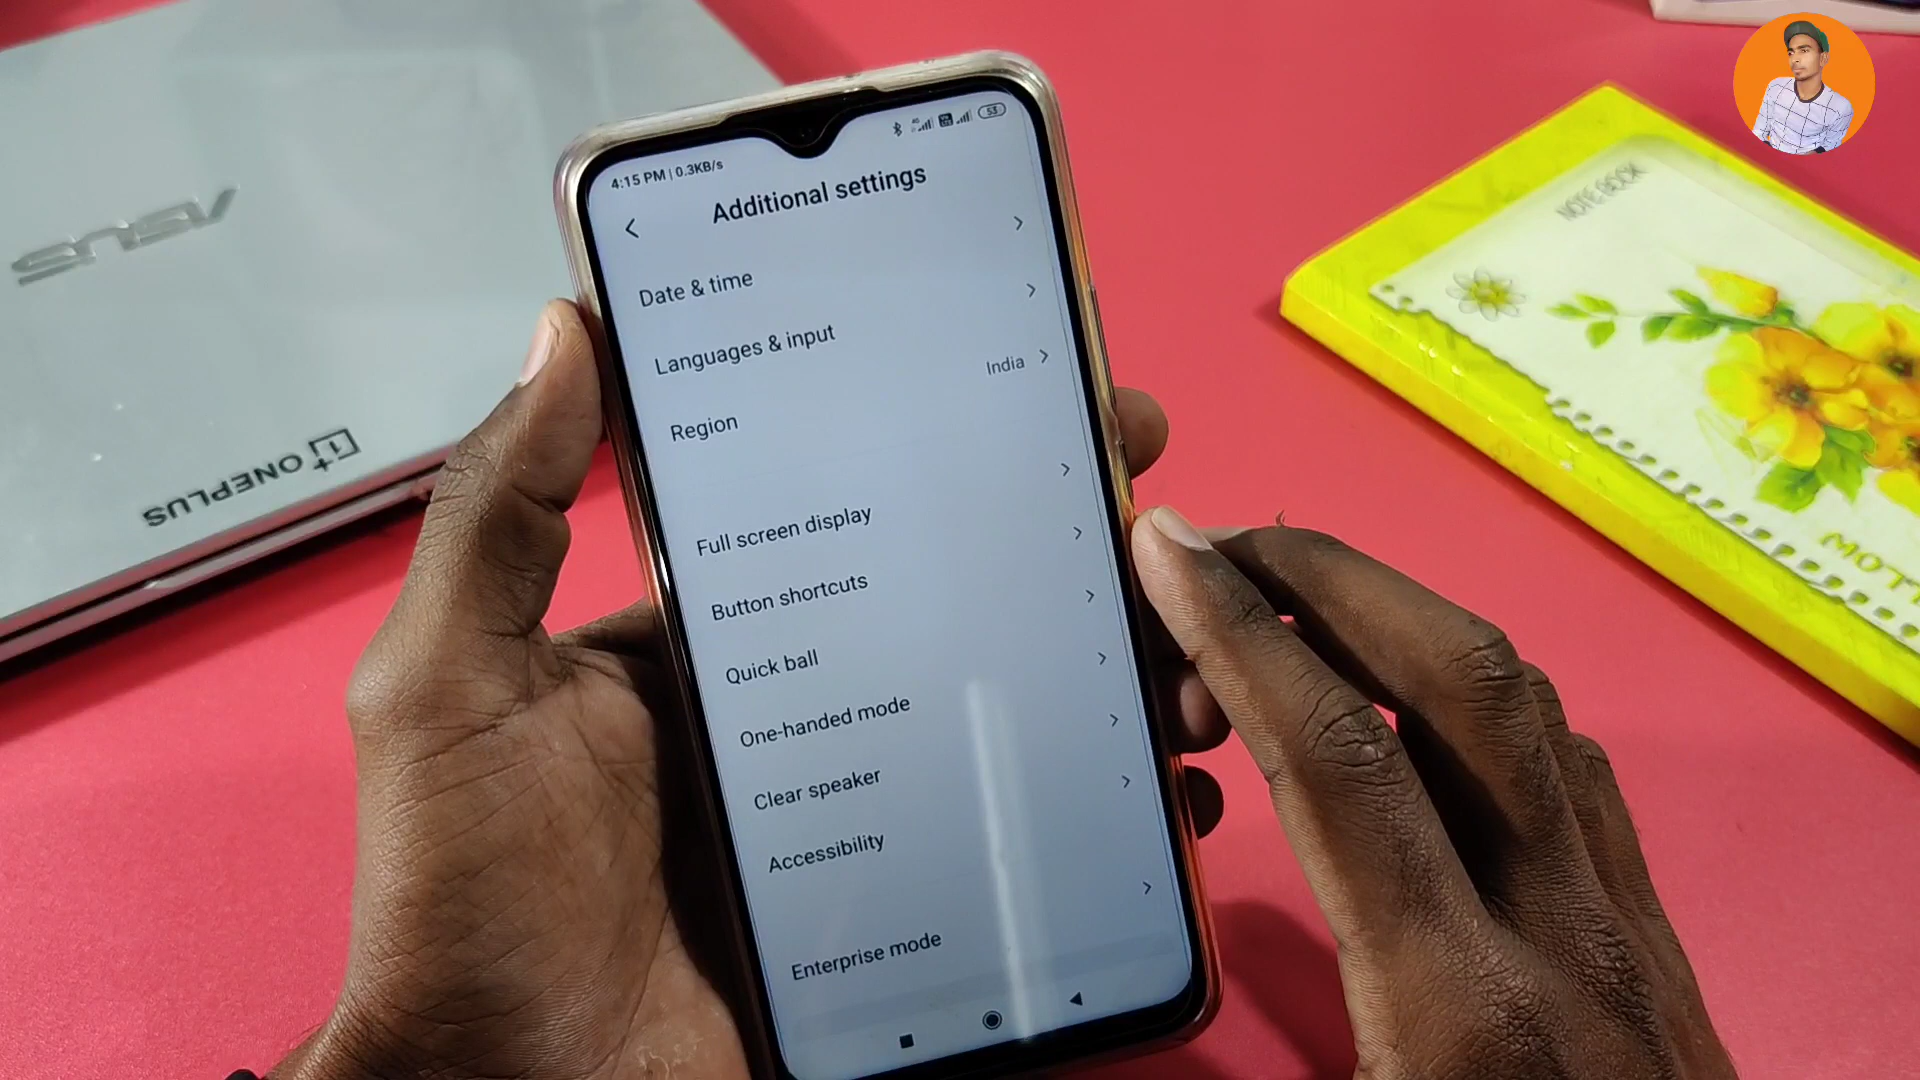 4:15 PM | 0.3KB/s
53
Additional settings
Date & time
Languages & input
Region
India
Full screen display
Button shortcuts
Quick ball
One-handed mode
Clear speaker
Accessibility
Enterprise mode
ASUS
ONEPLUS
NOTE BOOK